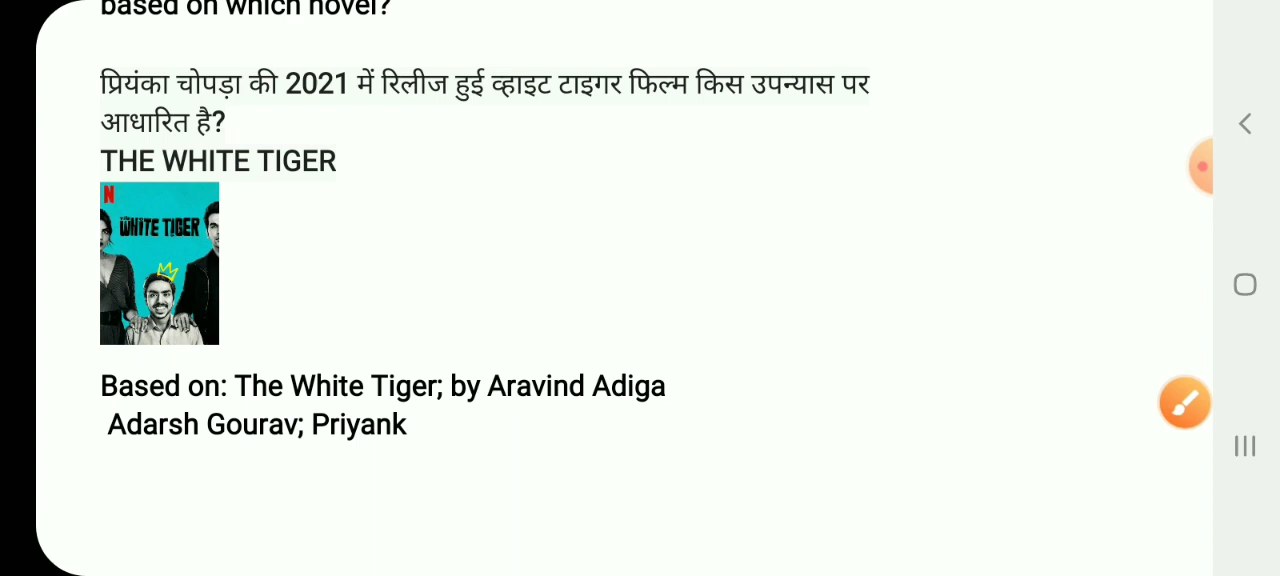 based on which novel?
प्रियंका चोपड़ा की 2021 में रिलीज हुई व्हाइट टाइगर फिल्म किस उपन्यास पर
आधारित है?
THE WHITE TIGER
N
THE
WHITE TIGER
Based on: The White Tiger; by Aravind Adiga
Adarsh Gourav; Priyank